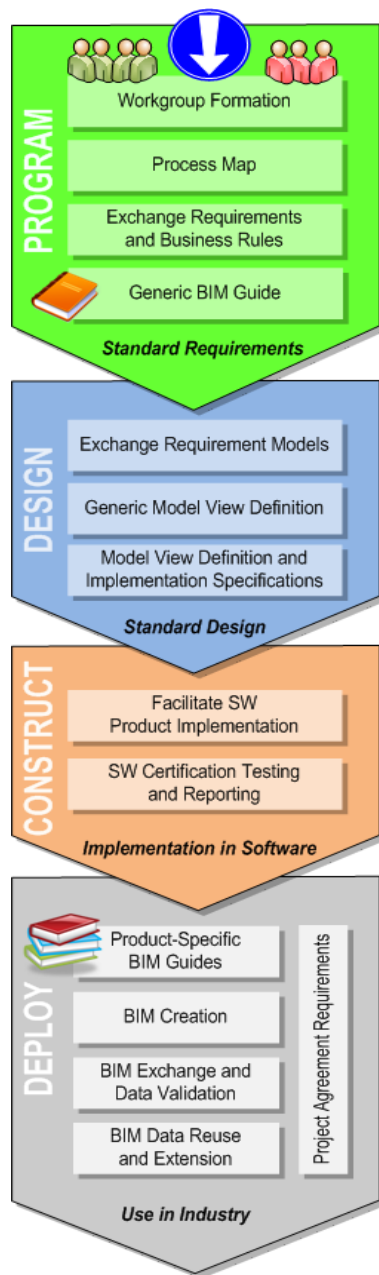 PROGRAM
Workgroup Formation
Process Map
Exchange Requirements
and Business Rules
Generic BIM Guide
Standard Requirements
DESIGN
Exchange Requirement Models
Generic Model View Definition
Model View Definition and
Implementation Specifications
Standard Design
CONSTRUCT
Facilitate SW
Product Implementation
SW Certification Testing
and Reporting
Implementation in Software
DEPLOY
Product-Specific
BIM Guides
BIM Creation
BIM Exchange and
Data Validation
BIM Data Reuse
and Extension
Project Agreement Requirements
Use in Industry